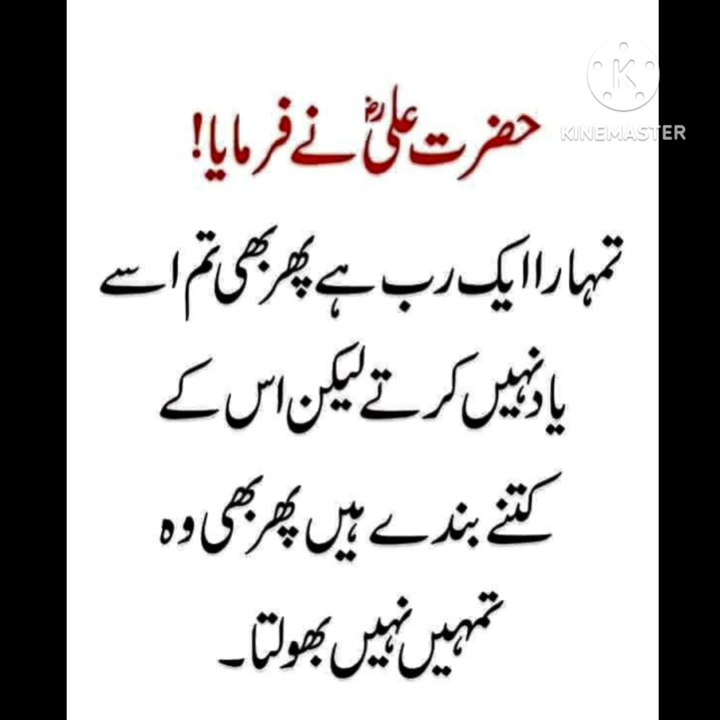 KINEMASTER
حضرت علیؓ نے فرمایا!
تمہارا ایک رب ہے پھر بھی تم اسے
یاد نہیں کرتے لیکن اس کے
کتنے بندے ہیں پھر بھی وہ
تمہیں نہیں بھولتا۔